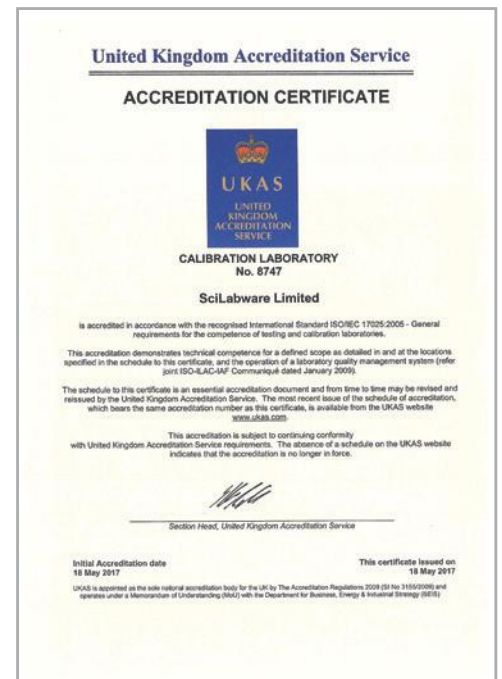 United Kingdom Accreditation Service
ACCREDITATION CERTIFICATE
UKAS
UNITED
KINGDOM
ACCREDITATION
SERVICE
CALIBRATION LABORATORY
No. 8747
SciLabware Limited
is accredited in accordance with the recognised International Standard ISO/IEC 17025:2005 - General
requirements for the competence of testing and calibration laboratories.
This accreditation demonstrates technical competence for a defined scope as detailed in and at the locations
specified in the schedule to this certificate, and the operation of a laboratory quality management system (refer
joint ISO-ILAC-IAF Communiqué dated January 2009).
The schedule to this certificate is an essential accreditation document and from time to time may be revised and
reissued by the United Kingdom Accreditation Service. The most recent issue of the schedule of accreditation,
which bears the same accreditation number as this certificate, is available from the UKAS website
www.ukas.com.
This accreditation is subject to continuing conformity
with United Kingdom Accreditation Service requirements. The absence of a schedule on the UKAS website
indicates that the accreditation is no longer in force.
Section Head, United Kingdom Accreditation Service
Initial Accreditation date
18 May 2017
This certificate issued on
18 May 2017
UKAS is appointed as the sole national accreditation body for the UK by The Accreditation Regulations 2009 (SI No 3155/2009) and
operates under a Memorandum of Understanding (MoU) with the Department for Business, Energy & Industrial Strategy (BEIS)